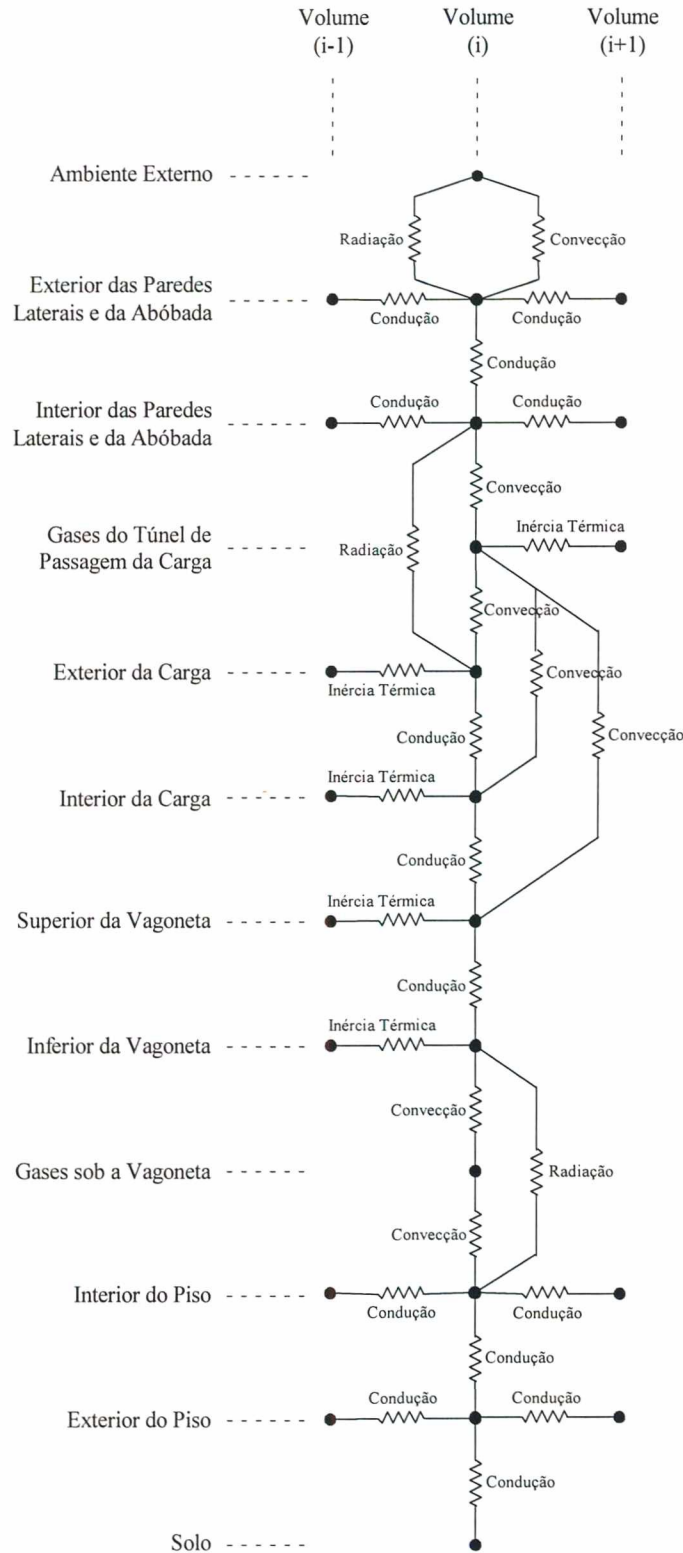 Volume
(i-1)
Volume
(i)
Volume
(i+1)
Ambiente Externo
Radiação
Convecção
Exterior das Paredes
Laterais e da Abóbada
Condução
Condução
Condução
Interior das Paredes
Laterais e da Abóbada
Condução
Condução
Convecção
Gases do Túnel de
Passagem da Carga
Inércia Térmica
Radiação
Convecção
Exterior da Carga
Inércia Térmica
Convecção
Convecção
Condução
Interior da Carga
Inércia Térmica
Condução
Superior da Vagoneta
Inércia Térmica
Condução
Inferior da Vagoneta
Inércia Térmica
Convecção
Gases sob a Vagoneta
Radiação
Convecção
Interior do Piso
Condução
Condução
Condução
Exterior do Piso
Condução
Condução
Condução
Solo